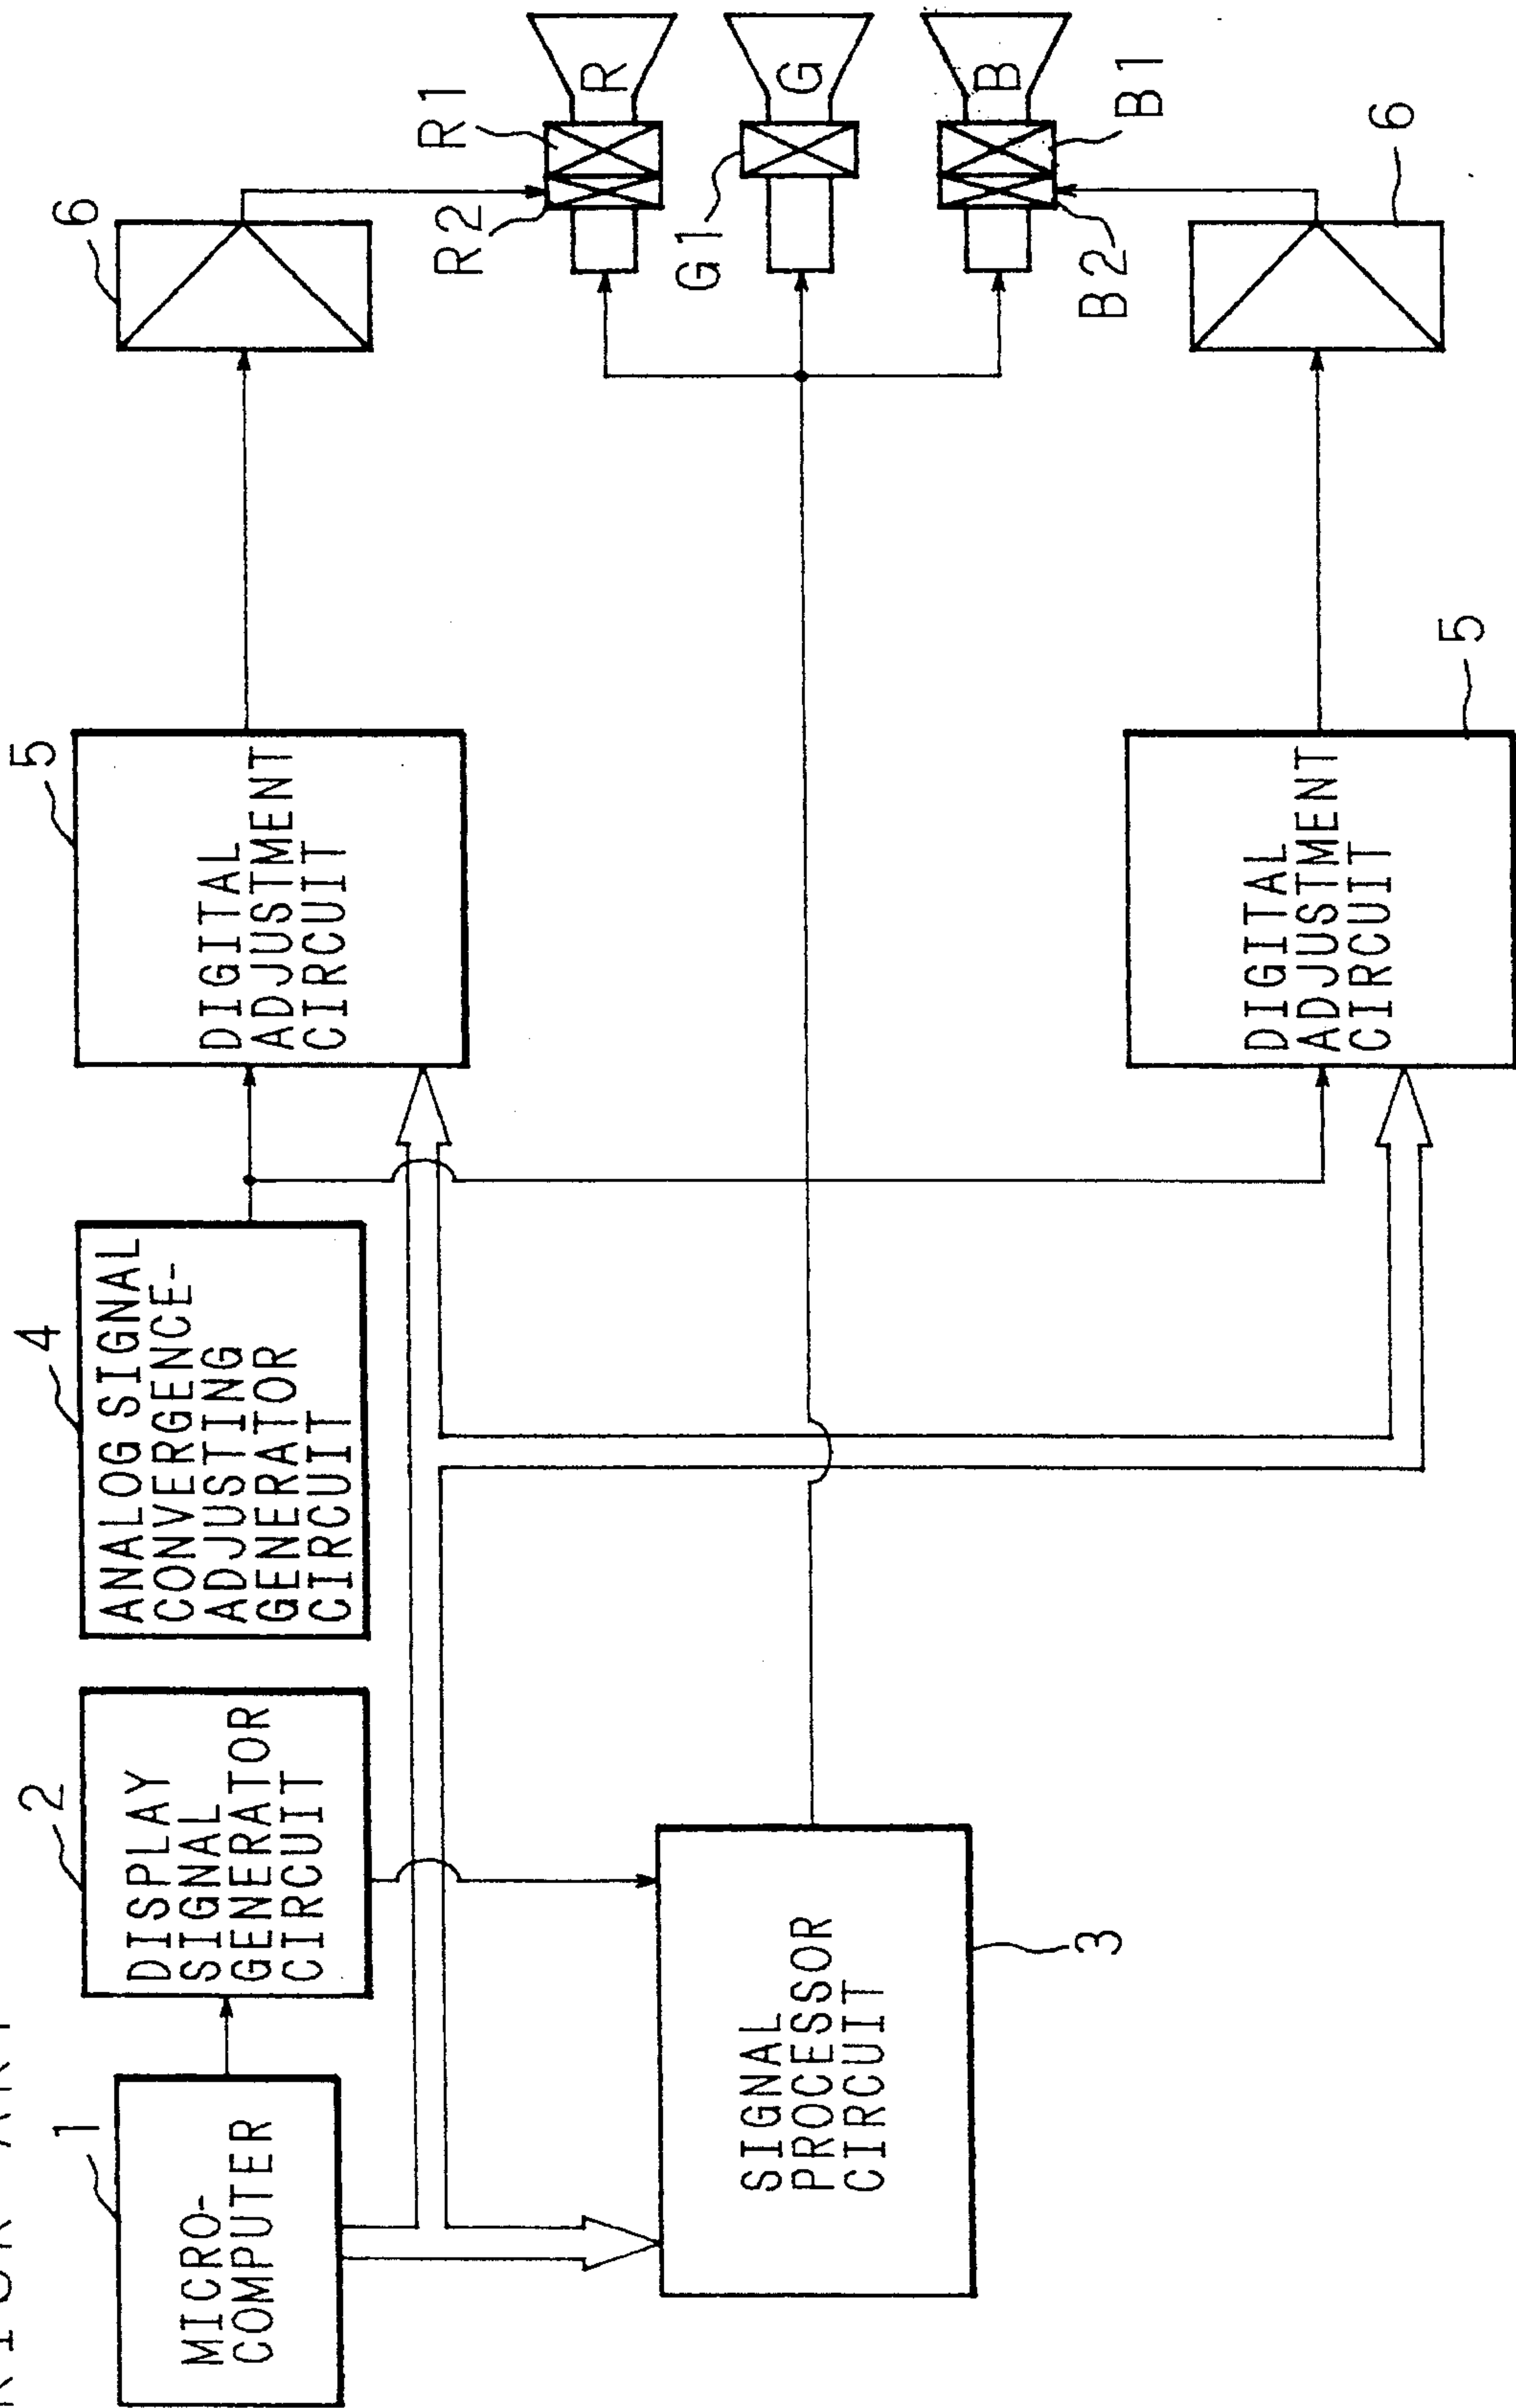 1
MICRO-
COMPUTER
2
DISPLAY
SIGNAL
GENERATOR
CIRCUIT
3
SIGNAL
PROCESSOR
CIRCUIT
4
ANALOG SIGNAL
CONVERGENCE-
ADJUSTING
GENERATOR
CIRCUIT
5
DIGITAL
ADJUSTMENT
CIRCUIT
5
DIGITAL
ADJUSTMENT
CIRCUIT
6
6
R1
R2
R
G1
G
B
B1
B2